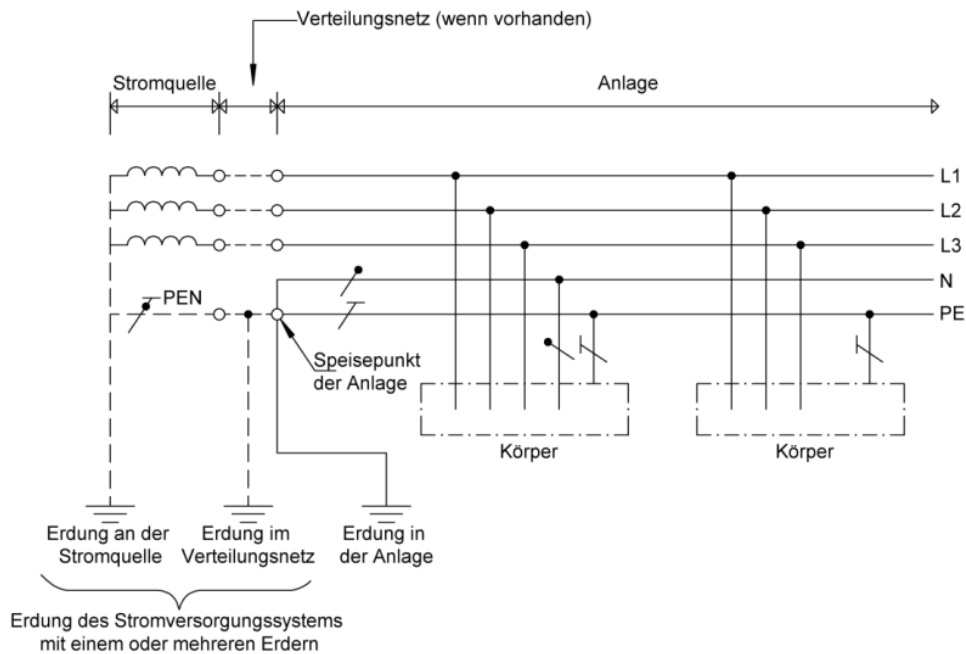 Verteilungsnetz (wenn vorhanden)
Stromquelle
Anlage
L1
L2
L3
N
PEN
PE
Speisepunkt
der Anlage
Körper
Körper
Erdung an der
Stromquelle
Erdung im
Verteilungsnetz
Erdung in
der Anlage
Erdung des Stromversorgungssystems
mit einem oder mehreren Erdern